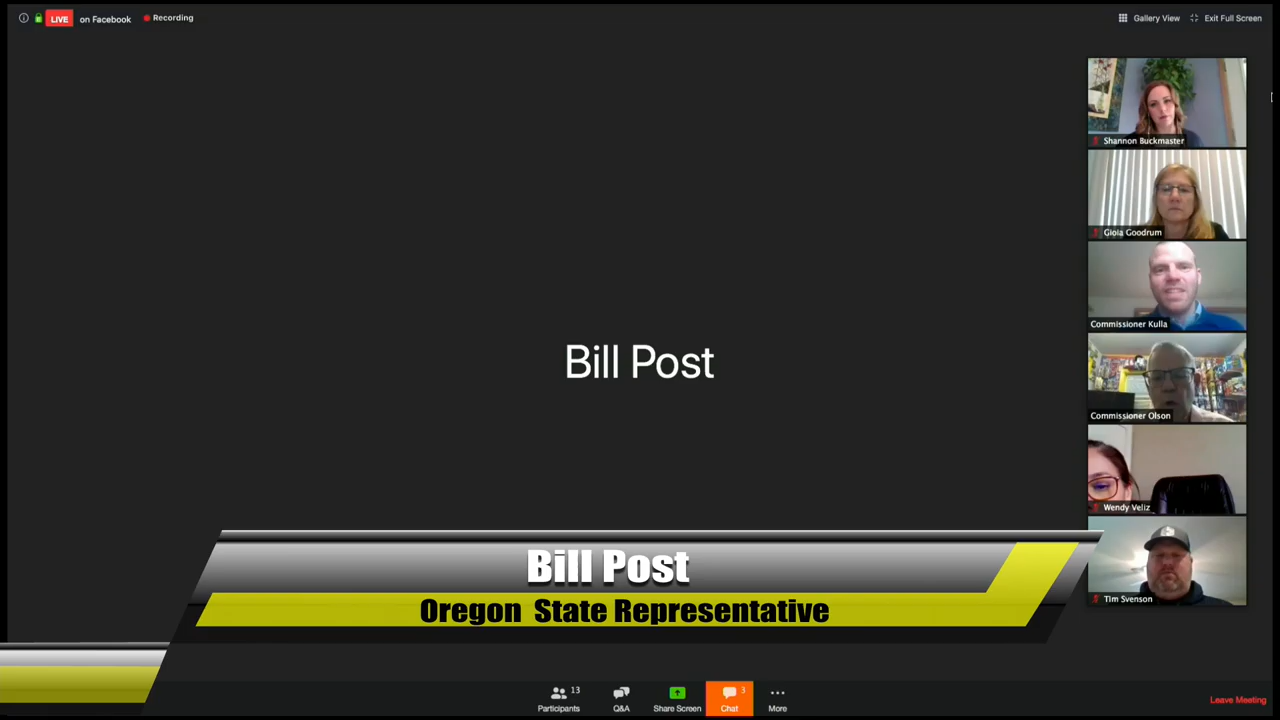 LIVE on Facebook Recording
Gallery View Exit Full Screen
Shannon Buckmaster
Gioia Goodrum
Commissioner Kulla
Bill Post
Commissioner Olson
Wendy Veliz
Bill Post
Oregon State Representative
Tim Svenson
13
3
Participants Q&A Share Screen Chat More
Leave Meeting